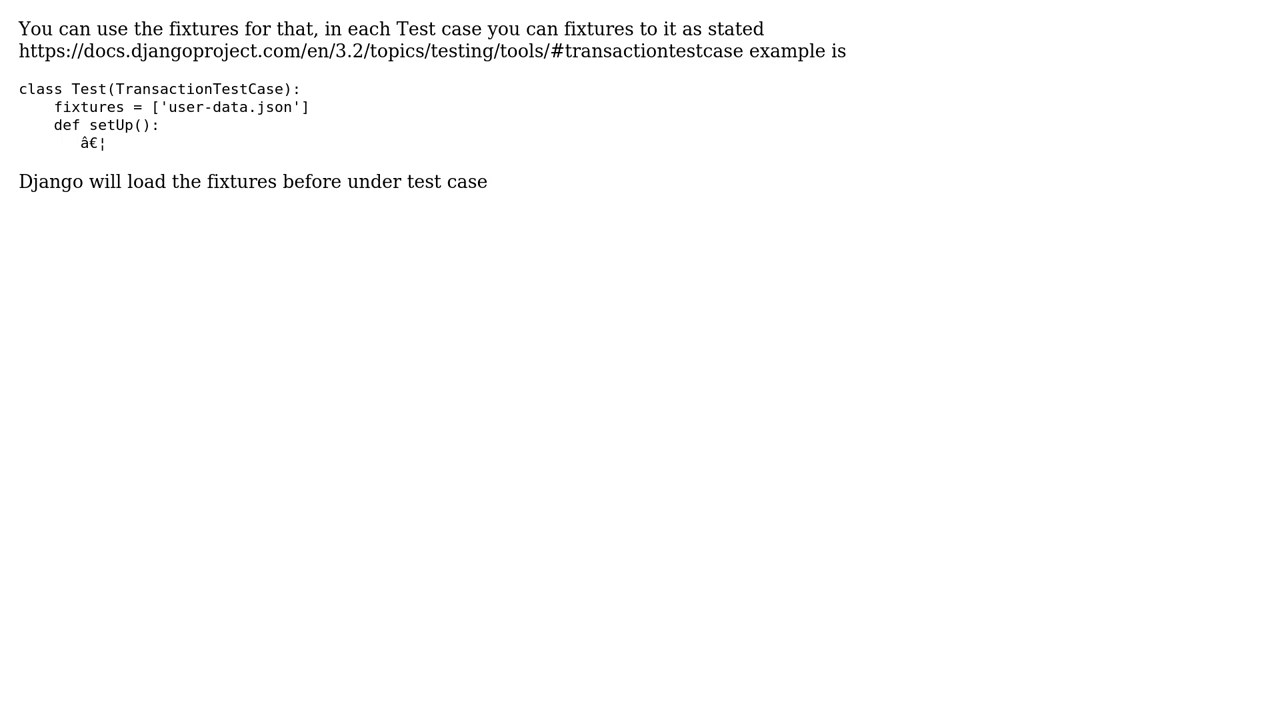 You can use the fixtures for that, in each Test case you can fixtures to it as stated
https://docs.djangoproject.com/en/3.2/topics/testing/tools/#transactiontestcase example is
class Test(TransactionTestCase):
    fixtures = ['user-data.json']
    def setUp():
       â€¦
Django will load the fixtures before under test case